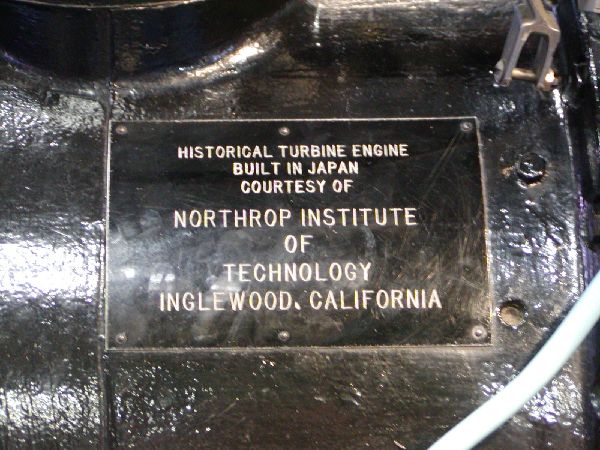 HISTORICAL TURBINE ENGINE
BUILT IN JAPAN
COURTESY OF
NORTHROP INSTITUTE
OF
TECHNOLOGY
INGLEWOOD, CALIFORNIA